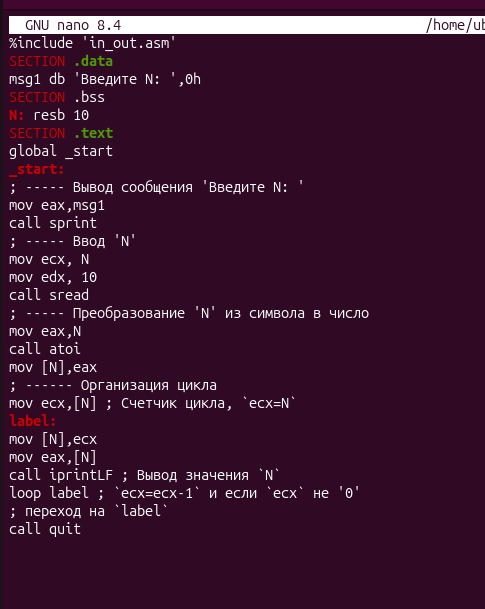 GNU nano 8.4 /home/ub
%include 'in_out.asm'
SECTION .data
msg1 db 'Введите N: ',0h
SECTION .bss
N: resb 10
SECTION .text
global _start
_start:
; ----- Вывод сообщения 'Введите N: '
mov eax,msg1
call sprint
; ----- Ввод 'N'
mov ecx, N
mov edx, 10
call sread
; ----- Преобразование 'N' из символа в число
mov eax,N
call atoi
mov [N],eax
; ------ Организация цикла
mov ecx,[N] ; Счетчик цикла, `ecx=N`
label:
mov [N],ecx
mov eax,[N]
call iprintLF ; Вывод значения `N`
loop label ; `ecx=ecx-1` и если `ecx` не '0'
; переход на `label`
call quit